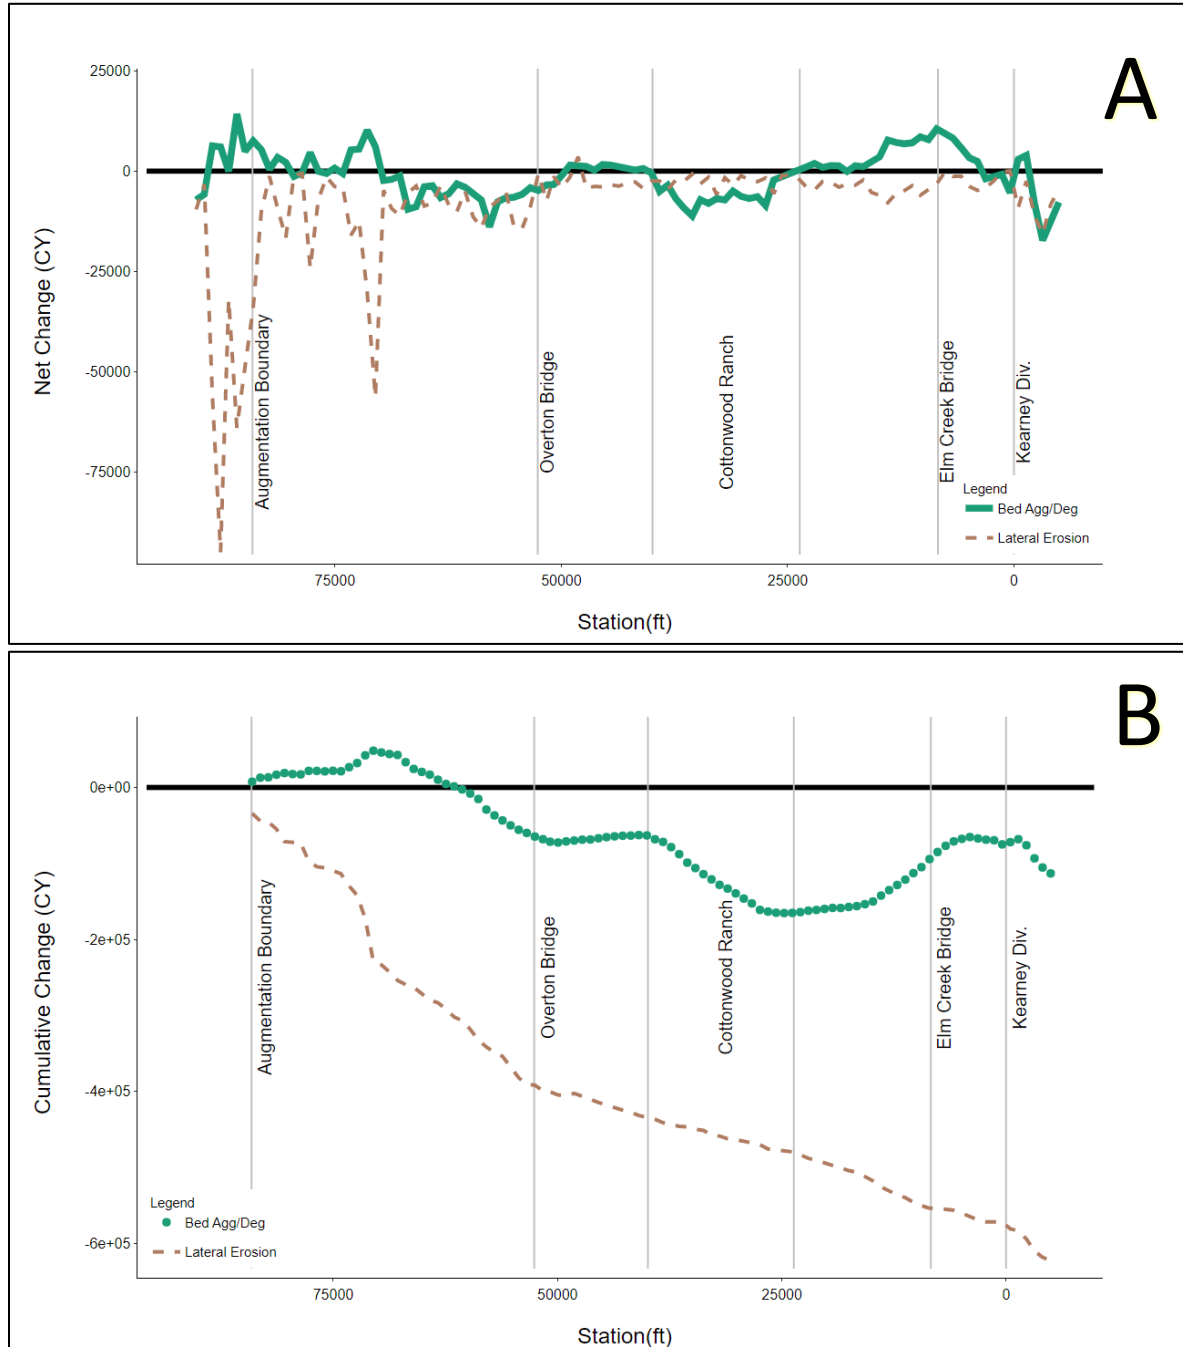 A
25000
0
-25000
-50000
-75000
Net Change (CY)
Augmentation Boundary
Overton Bridge
Cottonwood Ranch
Elm Creek Bridge
Kearney Div.
Legend
Bed Agg/Deg
Lateral Erosion
75000
50000
25000
0
Station(ft)
B
0e+00
-2e+05
-4e+05
-6e+05
Cumulative Change (CY)
Augmentation Boundary
Overton Bridge
Cottonwood Ranch
Elm Creek Bridge
Kearney Div.
Legend
Bed Agg/Deg
Lateral Erosion
75000
50000
25000
0
Station(ft)